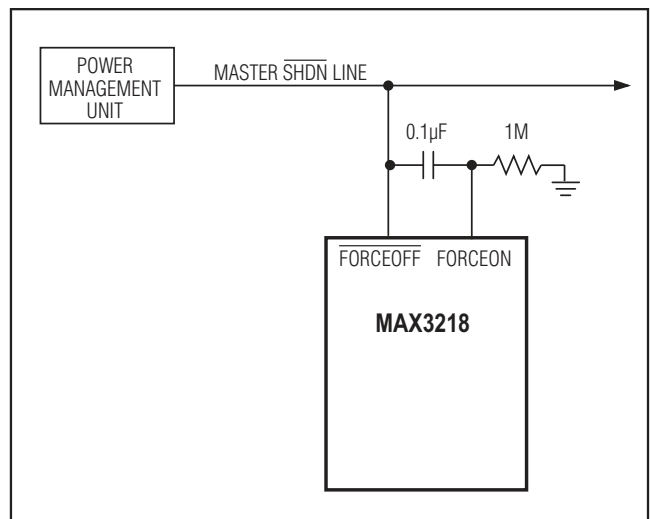 POWER
MANAGEMENT
UNIT
MASTER SHDN LINE
0.1µF
1M
FORCEOFF FORCEON
MAX3218